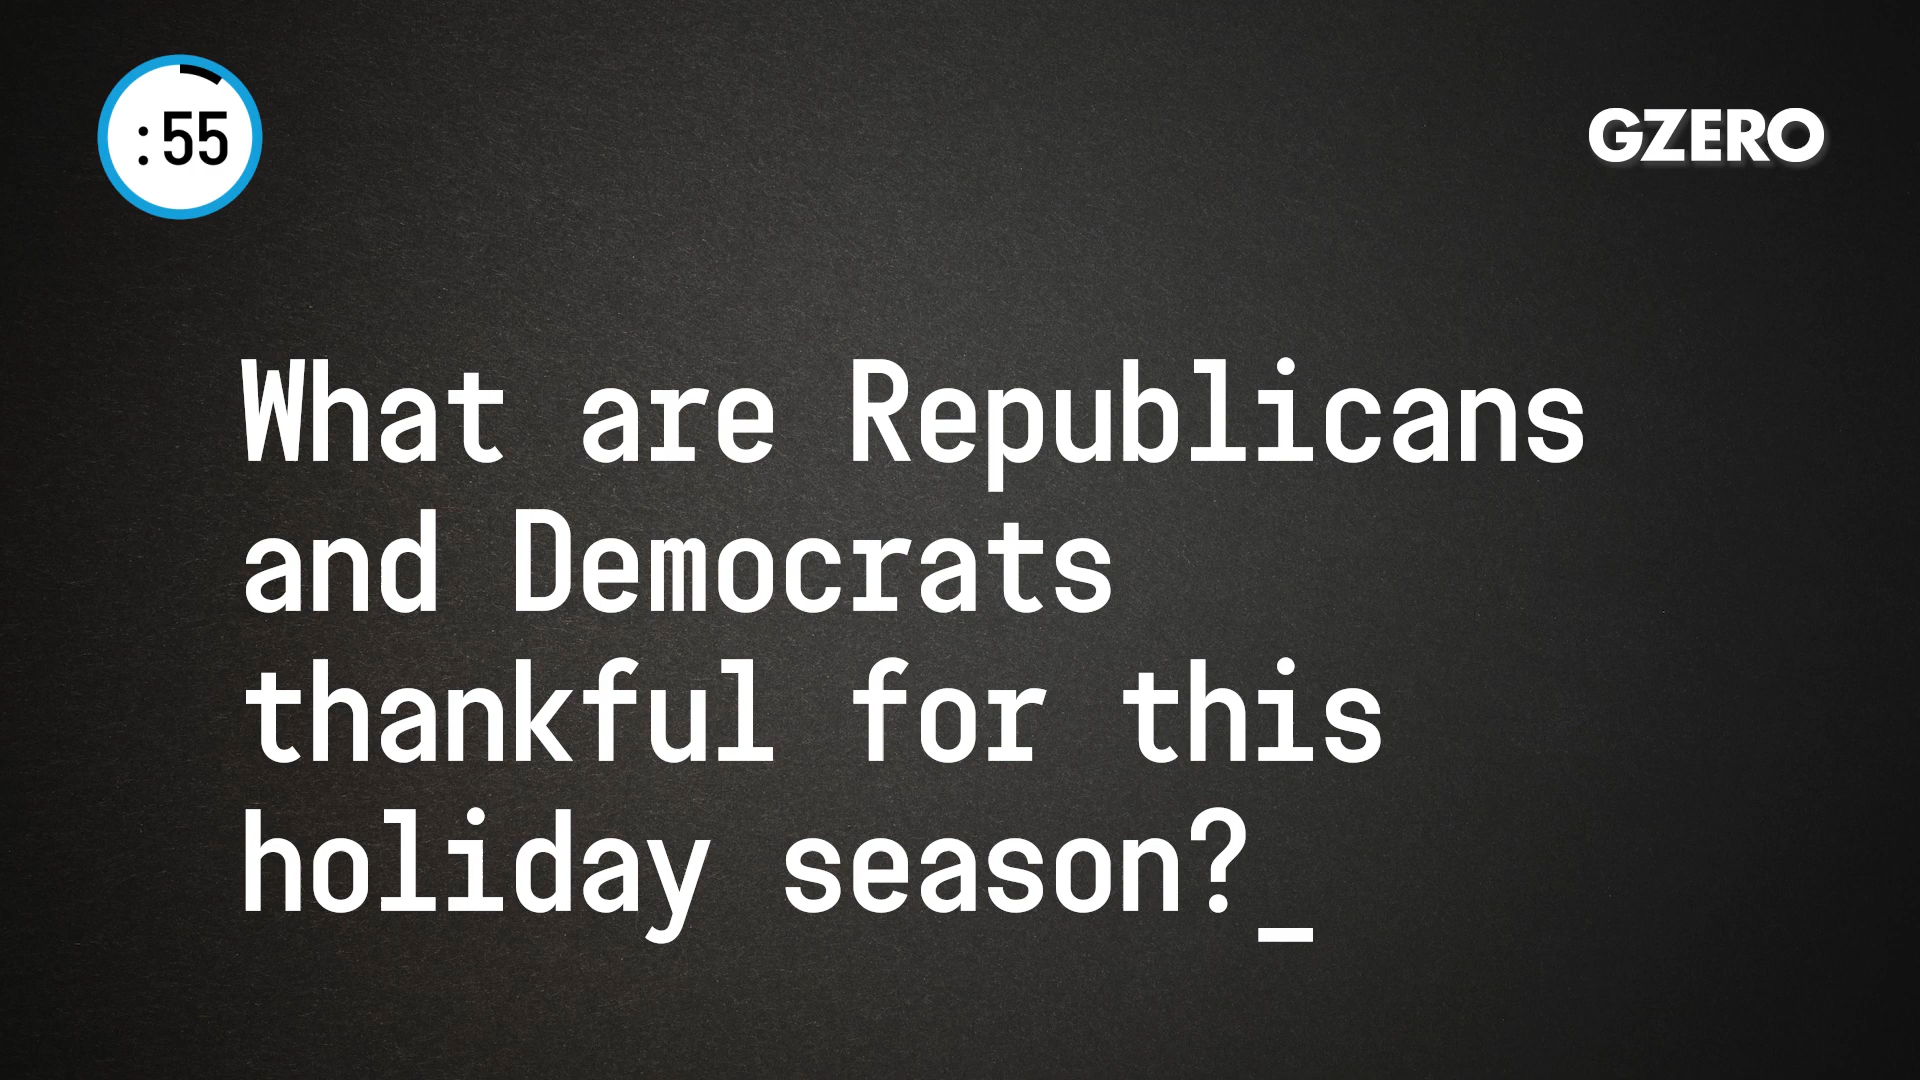 :55
GZERO
What are Republicans
and Democrats
thankful for this
holiday season?_